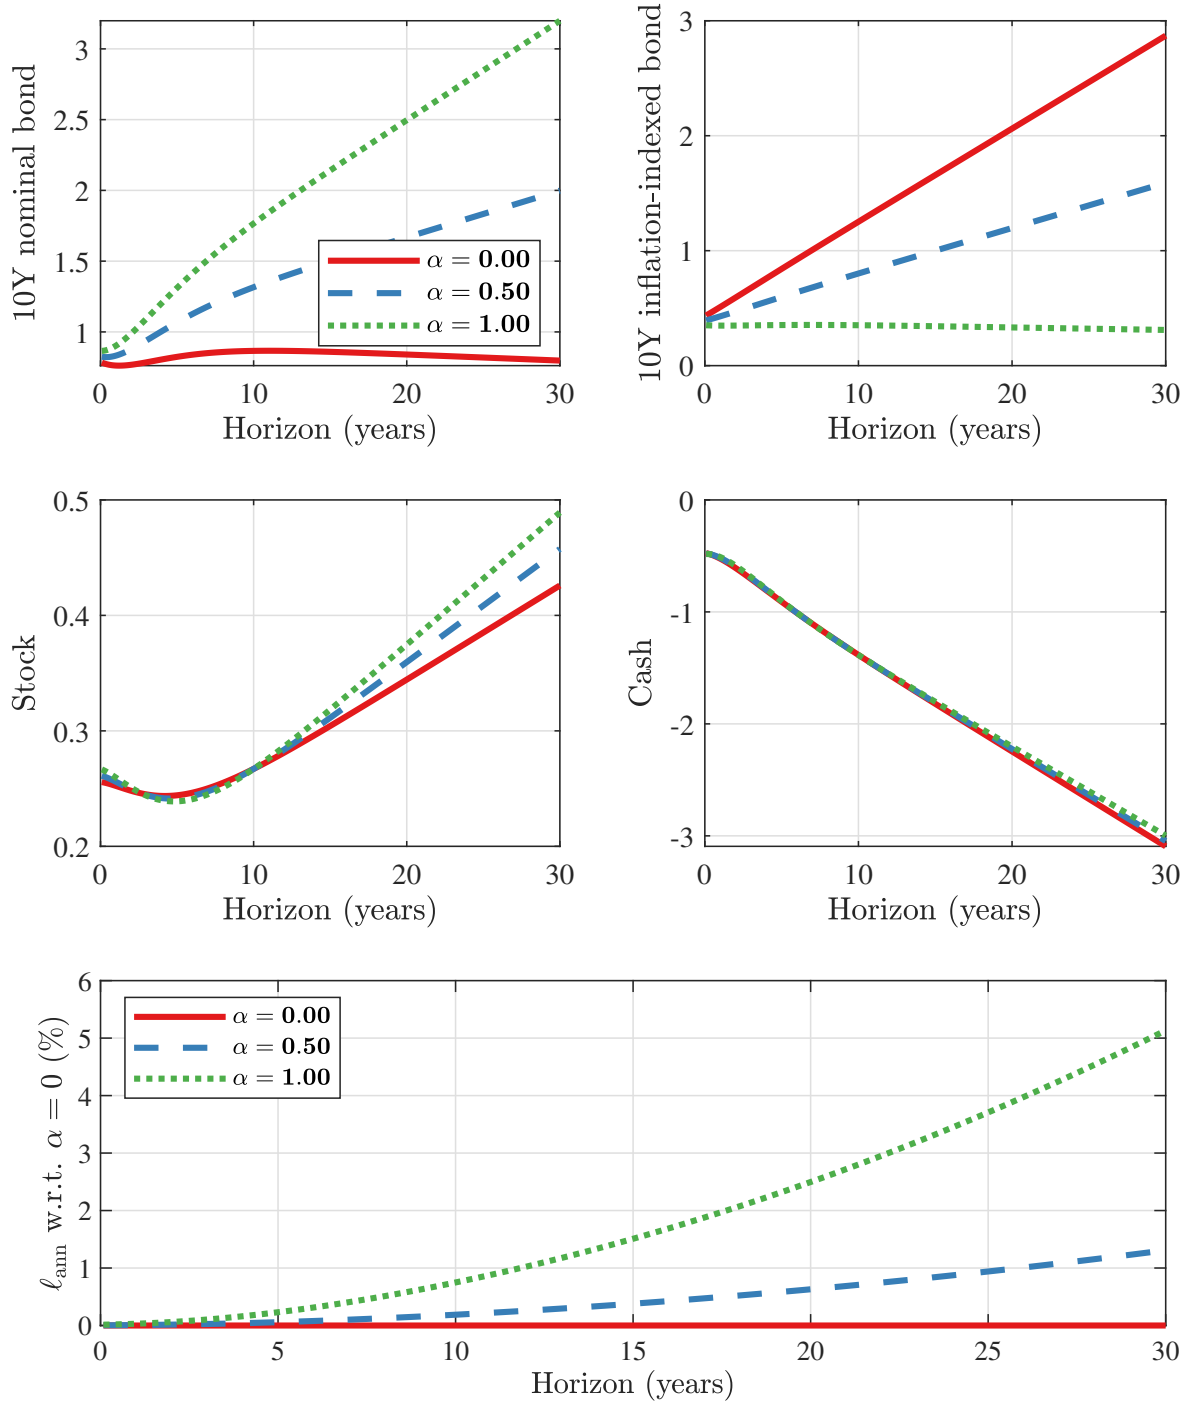 10Y nominal bond
3
2.5
2
1.5
1
0 10 20 30
Horizon (years)
α = 0.00
α = 0.50
α = 1.00
10Y inflation-indexed bond
3
2
1
0
0 10 20 30
Horizon (years)
Stock
0.5
0.4
0.3
0.2
0 10 20 30
Horizon (years)
Cash
0
-1
-2
-3
0 10 20 30
Horizon (years)
ℓann w.r.t. α = 0 (%)
6
5
4
3
2
1
0
0 5 10 15 20 25 30
Horizon (years)
α = 0.00
α = 0.50
α = 1.00